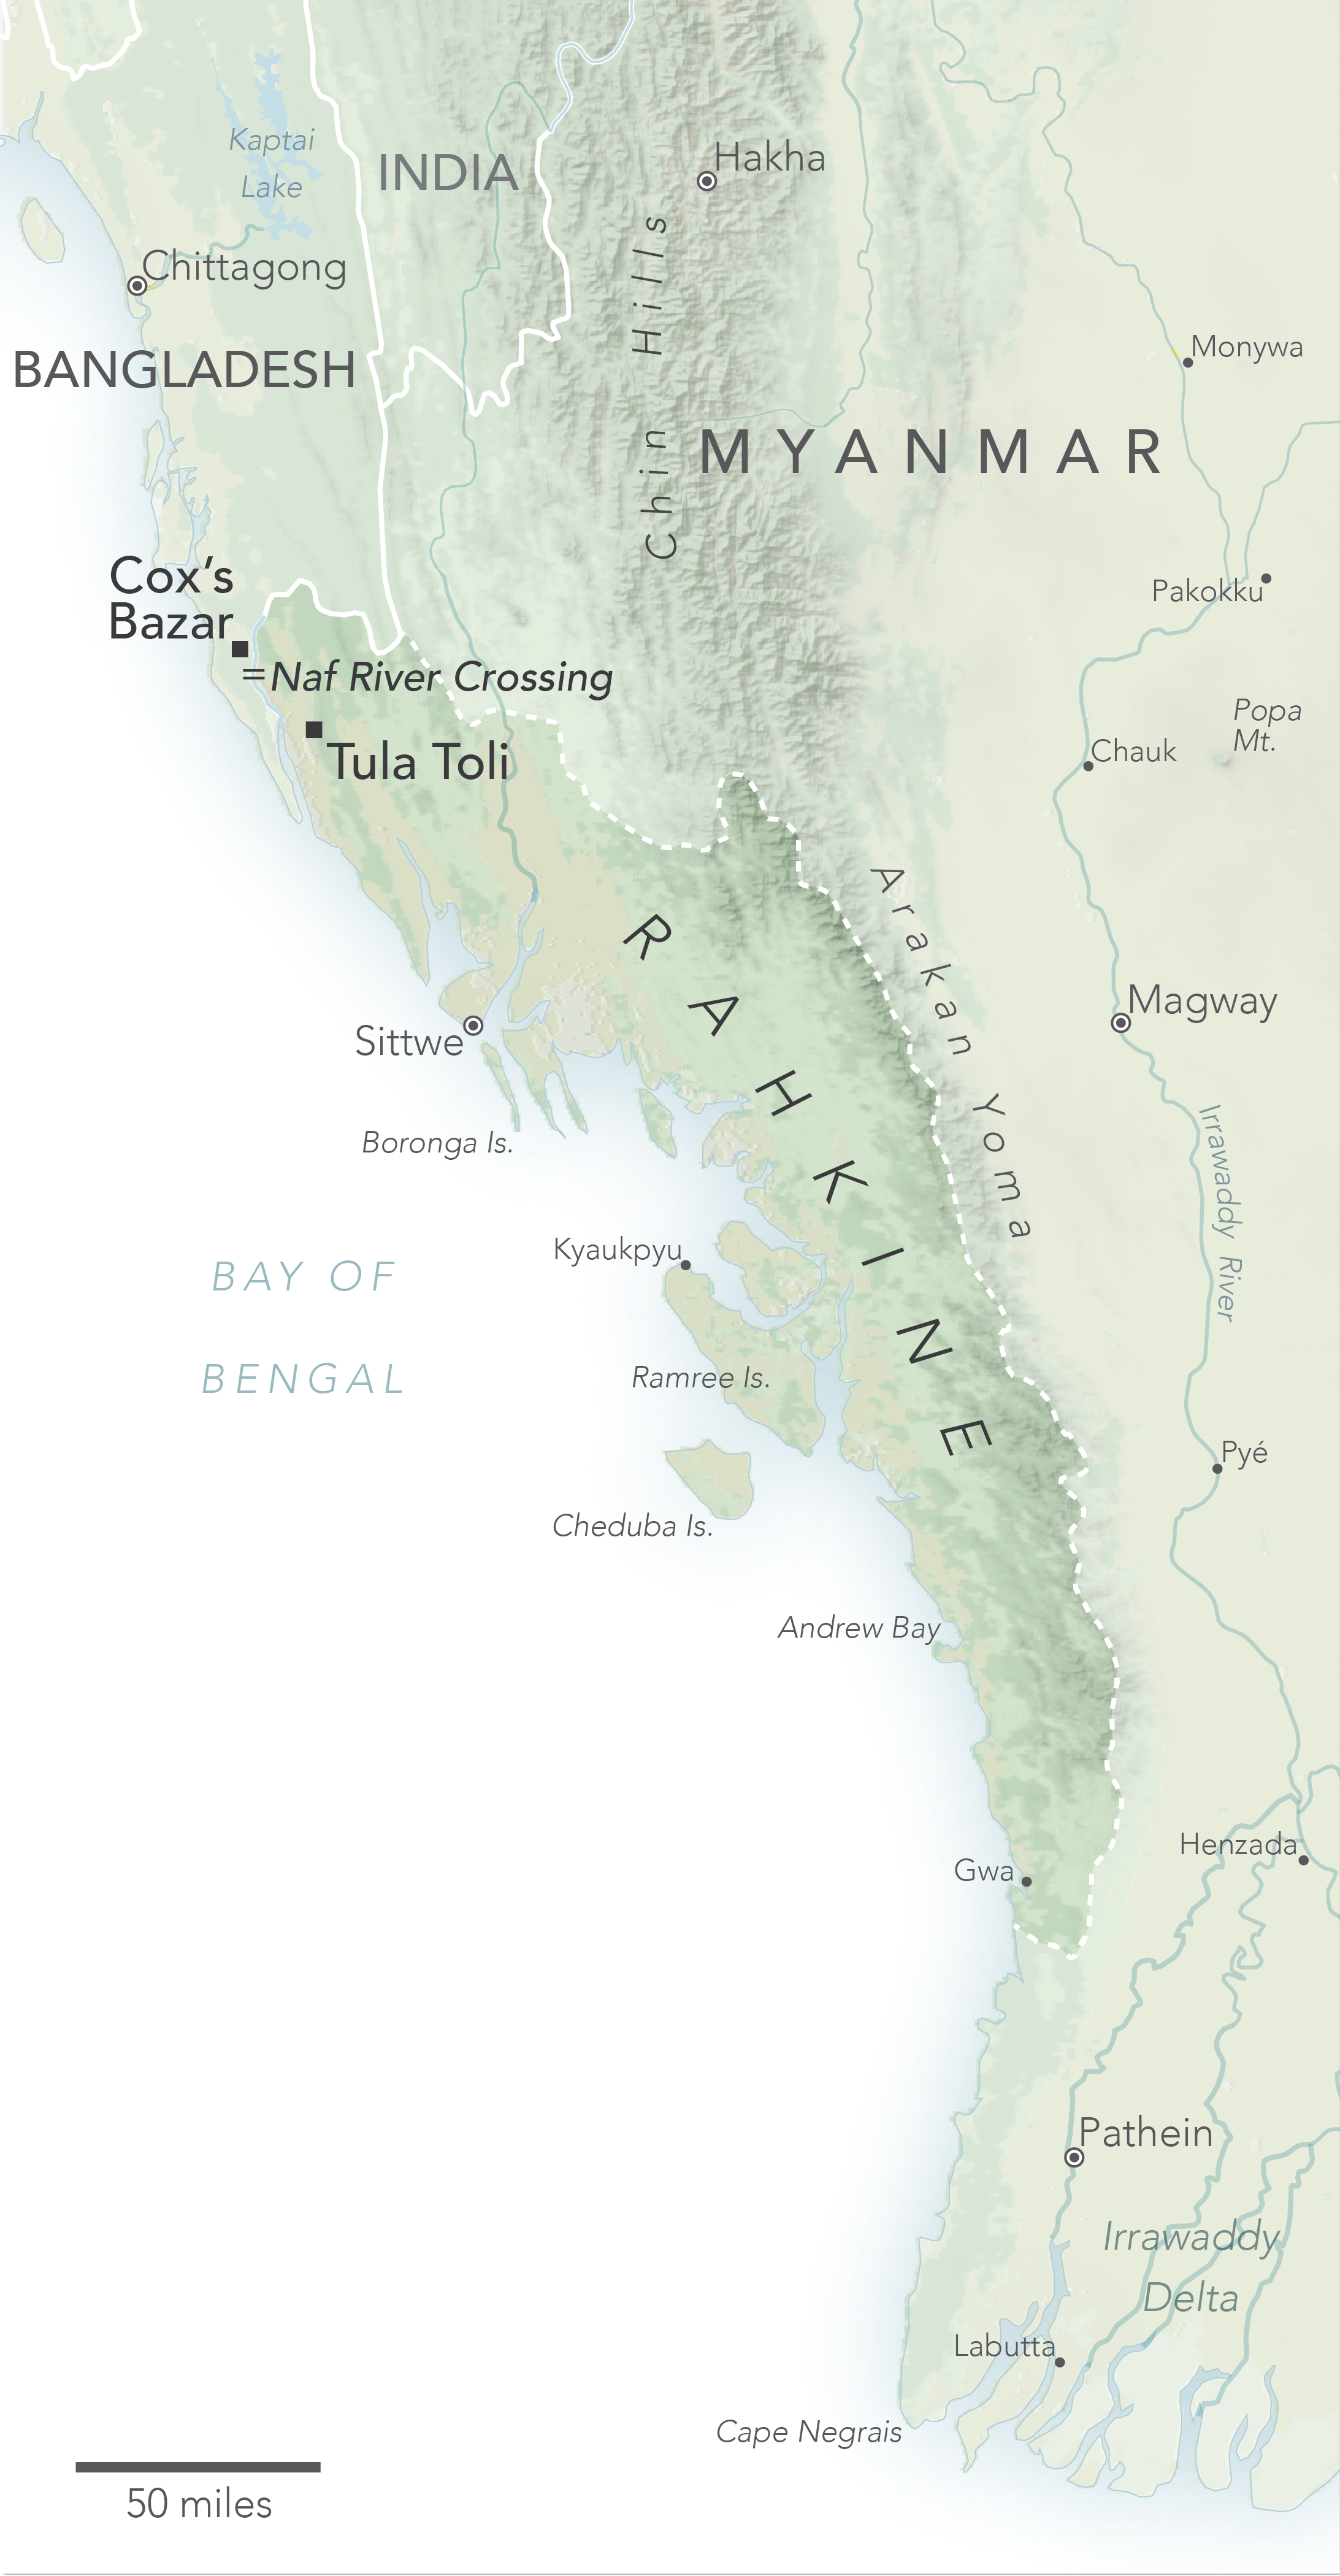 Kaptai
Lake
INDIA
Hakha
Chittagong
Chin Hills
BANGLADESH
Monywa
MYANMAR
Cox’s
Bazar
Pakokku
=Naf River Crossing
Popa
Mt.
Tula Toli
Chauk
Arakan Yoma
RAHKINE
Magway
Sittwe
Irrawaddy River
Boronga Is.
Kyaukpyu
BAY OF
BENGAL
Ramree Is.
Pyé
Cheduba Is.
Andrew Bay
Henzada
Gwa
Pathein
Irrawaddy
Delta
Labutta
Cape Negrais
50 miles